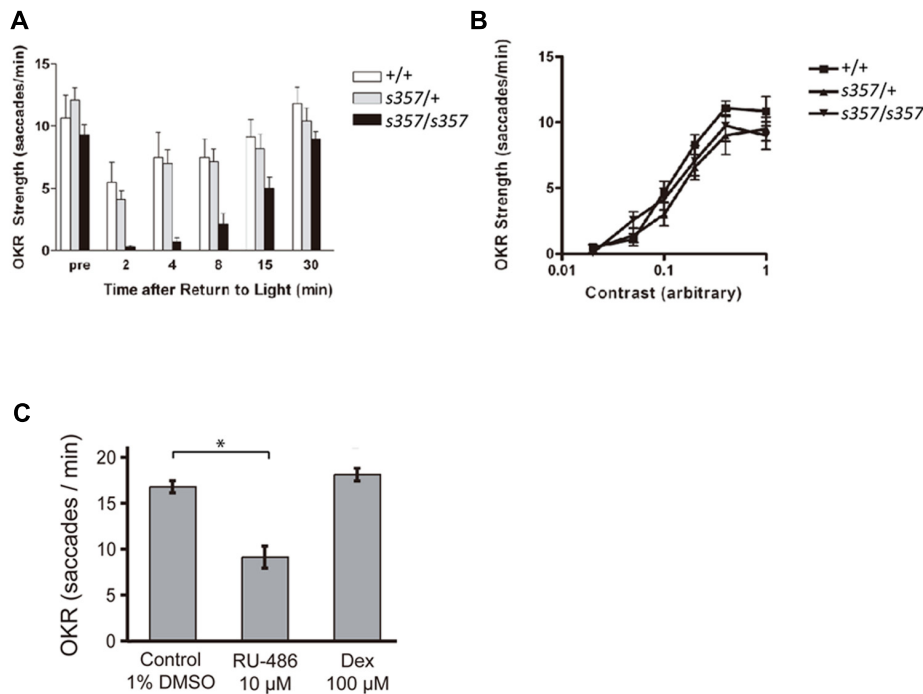 A
OKR Strength (saccades/min)
15
10
5
0
pre 2 4 8 15 30
Time after Return to Light (min)
+/+
s357/+
s357/s357
B
OKR Strength (saccades/min)
15
10
5
0
0.01 0.1 1
Contrast (arbitrary)
+/+
s357/+
s357/s357
C
OKR (saccades / min)
20
15
10
5
0
*
Control RU-486 Dex
1% DMSO 10 µM 100 µM